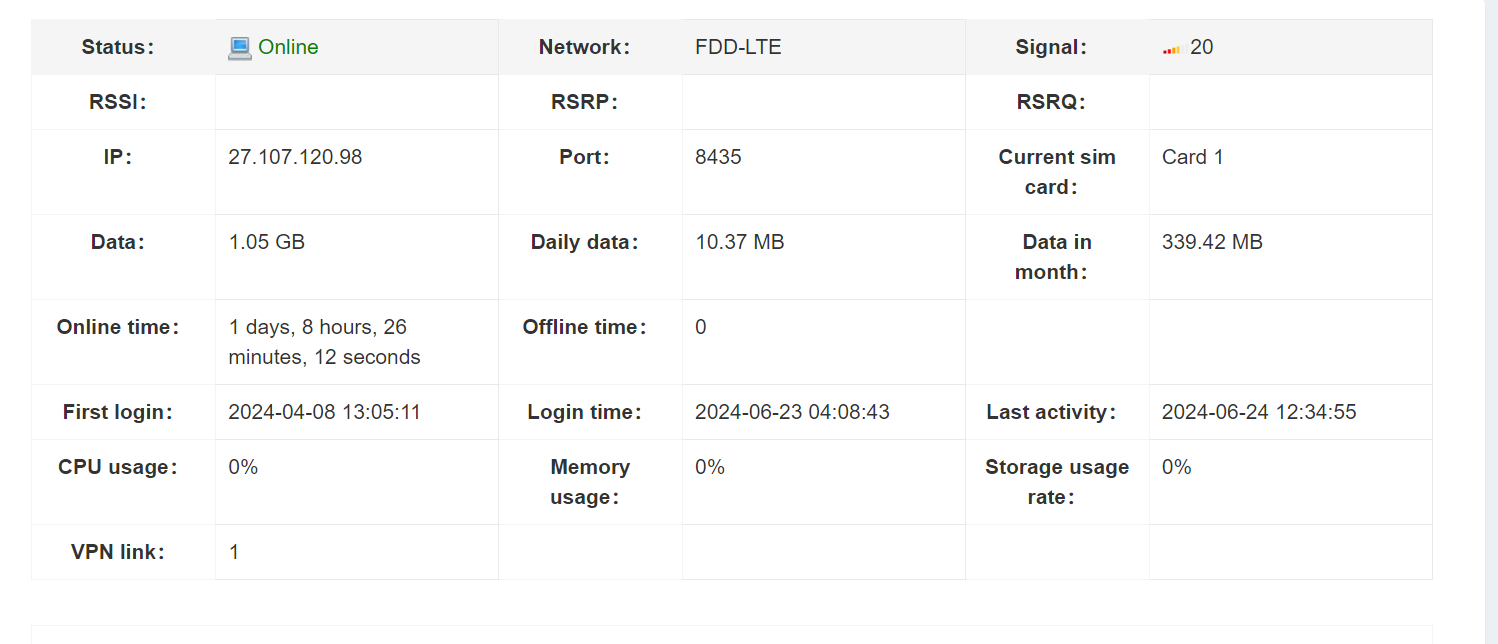 Status: Online Network: FDD-LTE Signal: 20
RSSI: RSRP: RSRQ:
IP: 27.107.120.98 Port: 8435 Current sim
card: Card 1
Data: 1.05 GB Daily data: 10.37 MB Data in
month: 339.42 MB
Online time: 1 days, 8 hours, 26
minutes, 12 seconds Offline time: 0
First login: 2024-04-08 13:05:11 Login time: 2024-06-23 04:08:43 Last activity: 2024-06-24 12:34:55
CPU usage: 0% Memory
usage: 0% Storage usage
rate: 0%
VPN link: 1